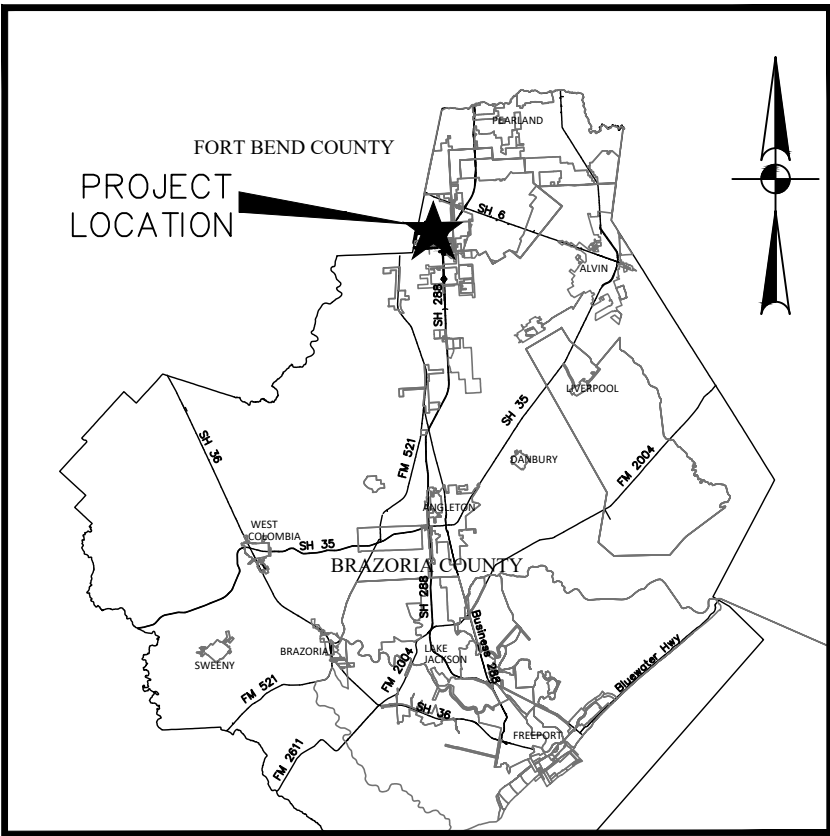 PEARLAND
FORT BEND COUNTY
PROJECT
LOCATION
SH 6
ALVIN
SH 288
LIVERPOOL
SH 35
SH 36
FM 521
DANBURY
FM 2004
ANGLETON
WEST
COLOMBIA
SH 35
BRAZORIA COUNTY
SH 288
Business 288
BRAZORIA
LAKE
JACKSON
SWEENY
FM 2004
Bluewater Hwy
FM 521
SH 36
FREEPORT
FM 2611